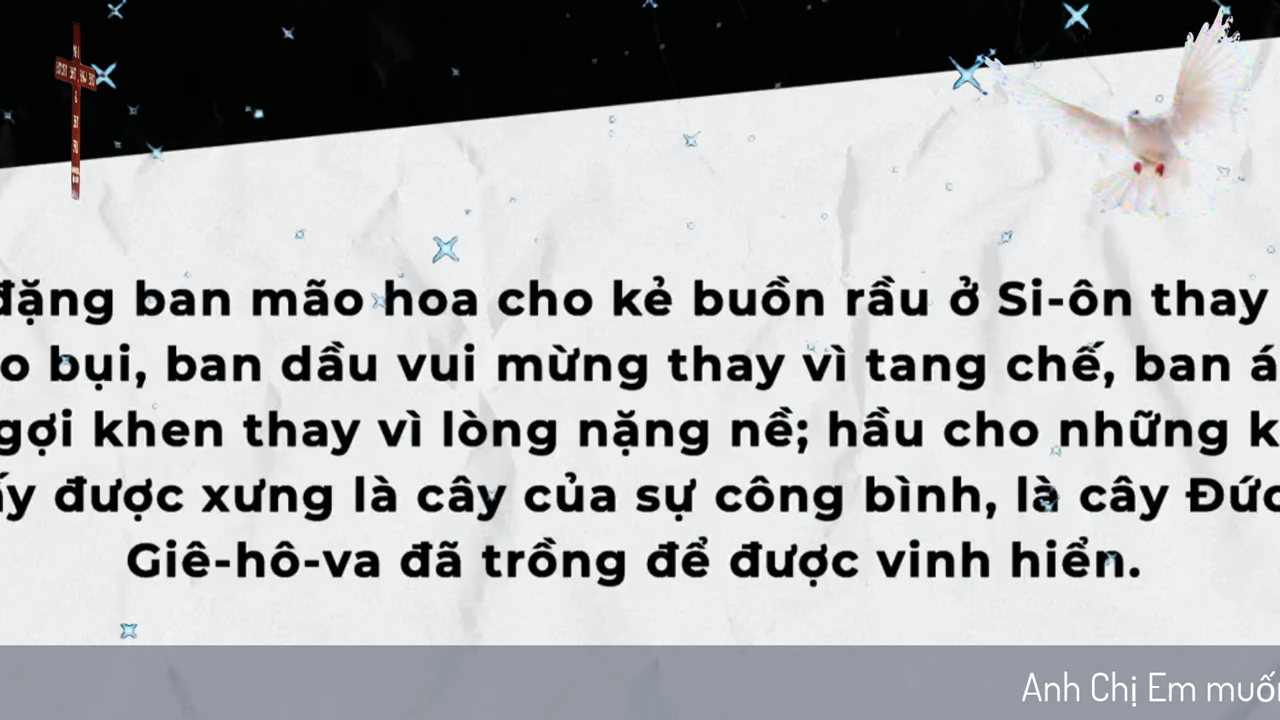 đặng ban mão hoa cho kẻ buồn rầu ở Si-ôn thay
o bụi, ban dầu vui mừng thay vì tang chế, ban á
gợi khen thay vì lòng nặng nề; hầu cho những k
ấy được xưng là cây của sự công bình, là cây Đức
Giê-hô-va đã trồng để được vinh hiển.
Anh Chị Em muốn